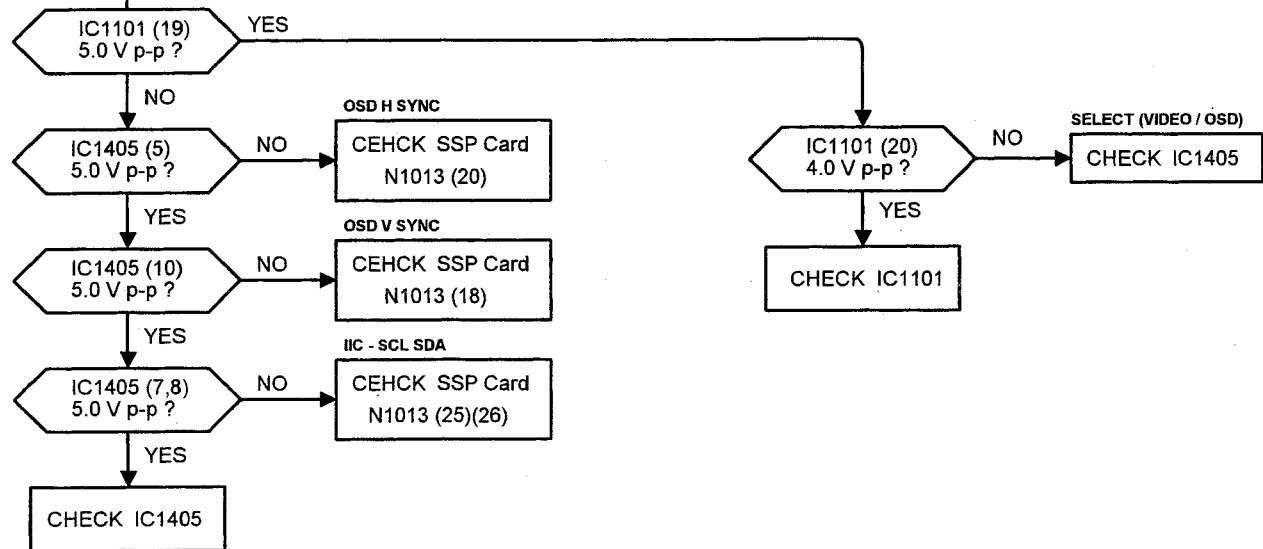 IC1101 (19)
5.0 V p-p ?
YES
NO
OSD H SYNC
IC1405 (5)
5.0 V p-p ?
NO
CEHCK SSP Card
N1013 (20)
YES
IC1101 (20)
4.0 V p-p ?
NO
SELECT (VIDEO / OSD)
CHECK IC1405
YES
CHECK IC1101
OSD V SYNC
IC1405 (10)
5.0 V p-p ?
NO
CEHCK SSP Card
N1013 (18)
YES
IIC - SCL SDA
IC1405 (7,8)
5.0 V p-p ?
NO
CEHCK SSP Card
N1013 (25)(26)
YES
CHECK IC1405